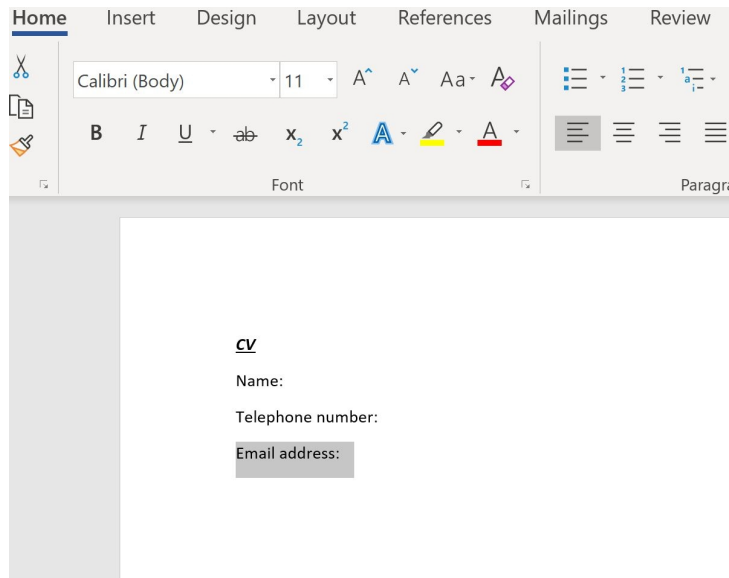 Home Insert Design Layout References Mailings Review
Calibri (Body) 11 A A Aa A
B I U ab x2 x2 A A
Font Paragra
CV
Name:
Telephone number:
Email address: